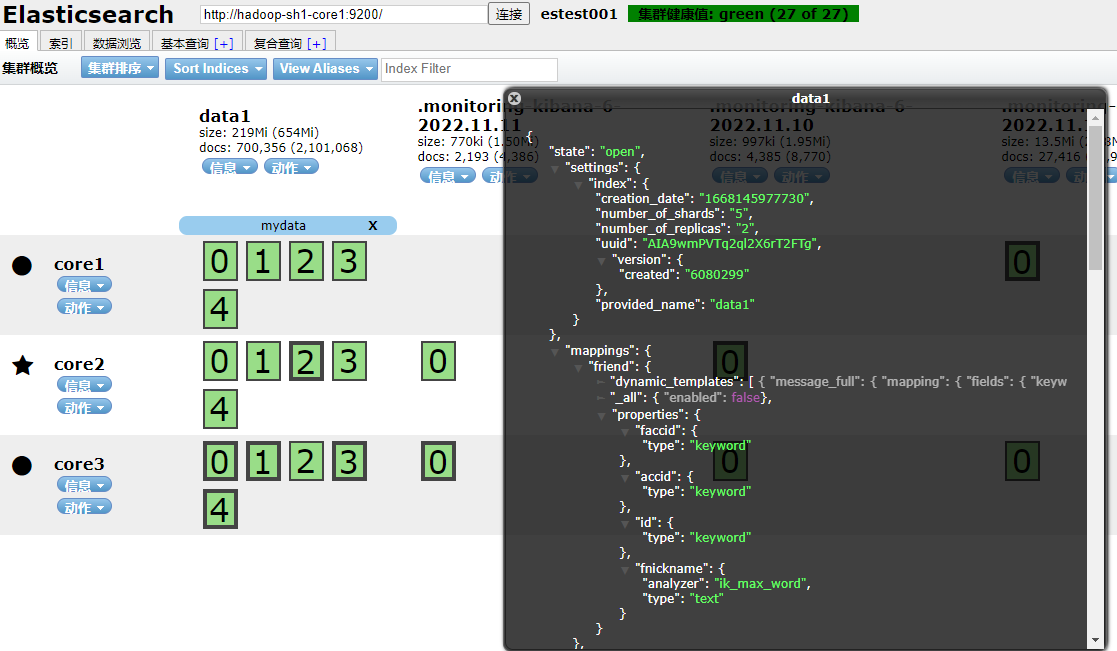 Elasticsearch http://hadoop-sh1-core1:9200/ 连接 estest001 集群健康值: green (27 of 27)
概览 索引 数据浏览 基本查询 [+] 复合查询 [+]
集群概览 集群排序 Sort Indices View Aliases Index Filter
data1
size: 219Mi (654Mi)
docs: 700,356 (2,101,068)
信息 动作
.monitoring-kibana-6-
2022.11.11
size: 770ki (1.50Mi)
docs: 2,193 (4,386)
信息 动作
.monitoring-kibana-6-
2022.11.10
size: 997ki (1.95Mi)
docs: 4,385 (8,770)
信息 动作
.monitoring-
size: 13.5Mi
docs: 27,416
信息
mydata X
core1
信息
动作
0 1 2 3
4
0
core2
信息
动作
0 1 2 3
4
0
0
core3
信息
动作
0 1 2 3
4
0
0
0
data1
{
"state": "open",
"settings": {
"index": {
"creation_date": "1668145977730",
"number_of_shards": "5",
"number_of_replicas": "2",
"uuid": "AIA9wmPVTq2ql2X6rT2FTg",
"version": {
"created": "6080299"
},
"provided_name": "data1"
}
},
"mappings": {
"friend": {
"dynamic_templates": [ { "message_full": { "mapping": { "fields": { "keyw
"_all": { "enabled": false},
"properties": {
"faccid": {
"type": "keyword"
},
"accid": {
"type": "keyword"
},
"id": {
"type": "keyword"
},
"fnickname": {
"analyzer": "ik_max_word",
"type": "text"
}
}
},